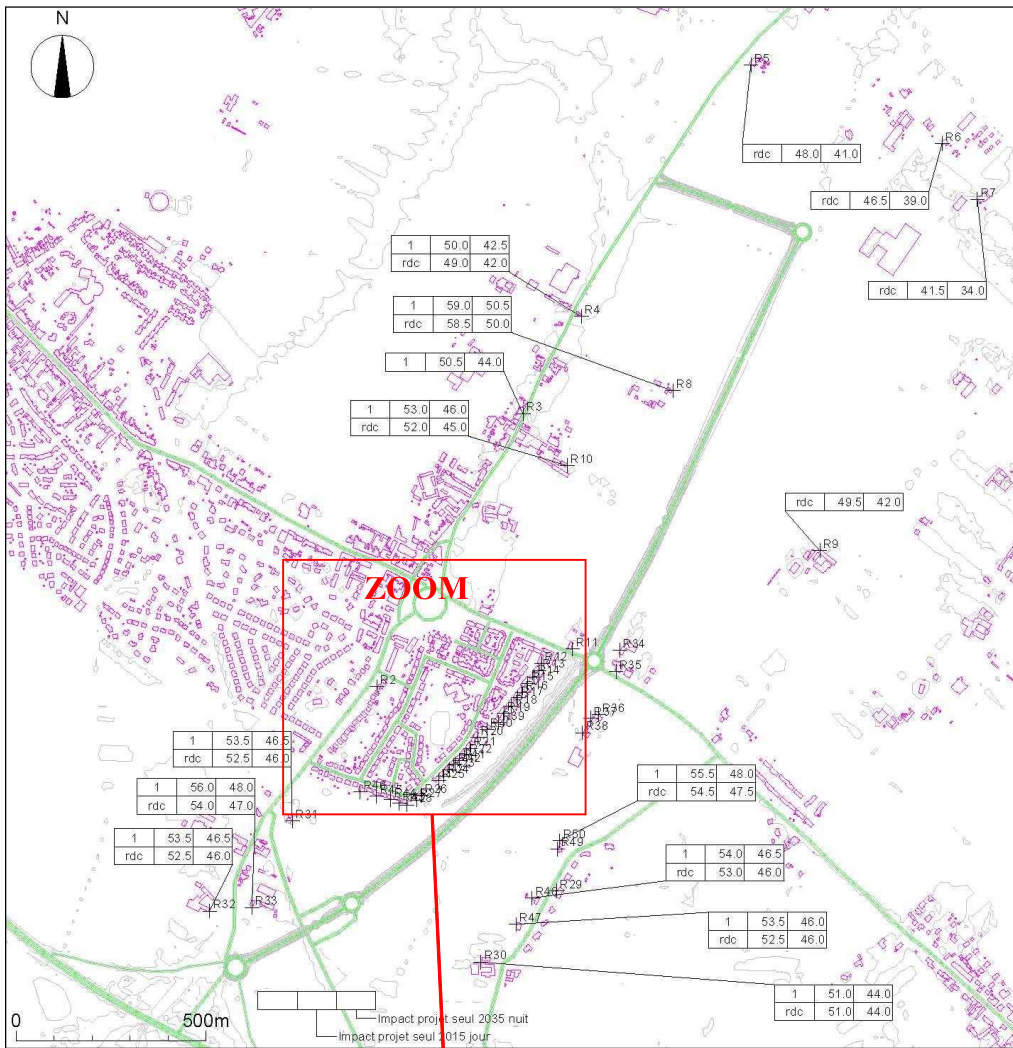 N
R5
rdc 48.0 41.0
R6
rdc 46.5 39.0
R7
rdc 41.5 34.0
1 50.0 42.5
rdc 49.0 42.0
R4
1 59.0 50.5
rdc 58.5 50.0
R8
1 50.5 44.0
R3
1 53.0 46.0
rdc 52.0 45.0
R10
rdc 49.5 42.0
R9
ZOOM
R11
R34
R35
R2
R36
R37
R38
R39
R20
R21
1 53.5 46.5
rdc 52.5 46.0
R31
1 56.0 48.0
rdc 54.0 47.0
R33
1 53.5 46.5
rdc 52.5 46.0
R32
1 55.5 48.0
rdc 54.5 47.5
R50
R49
1 54.0 46.5
rdc 53.0 46.0
R29
R47
1 53.5 46.0
rdc 52.5 46.0
R30
1 51.0 44.0
rdc 51.0 44.0
Impact projet seul 2035 nuit
Impact projet seul 2015 jour
0 500m